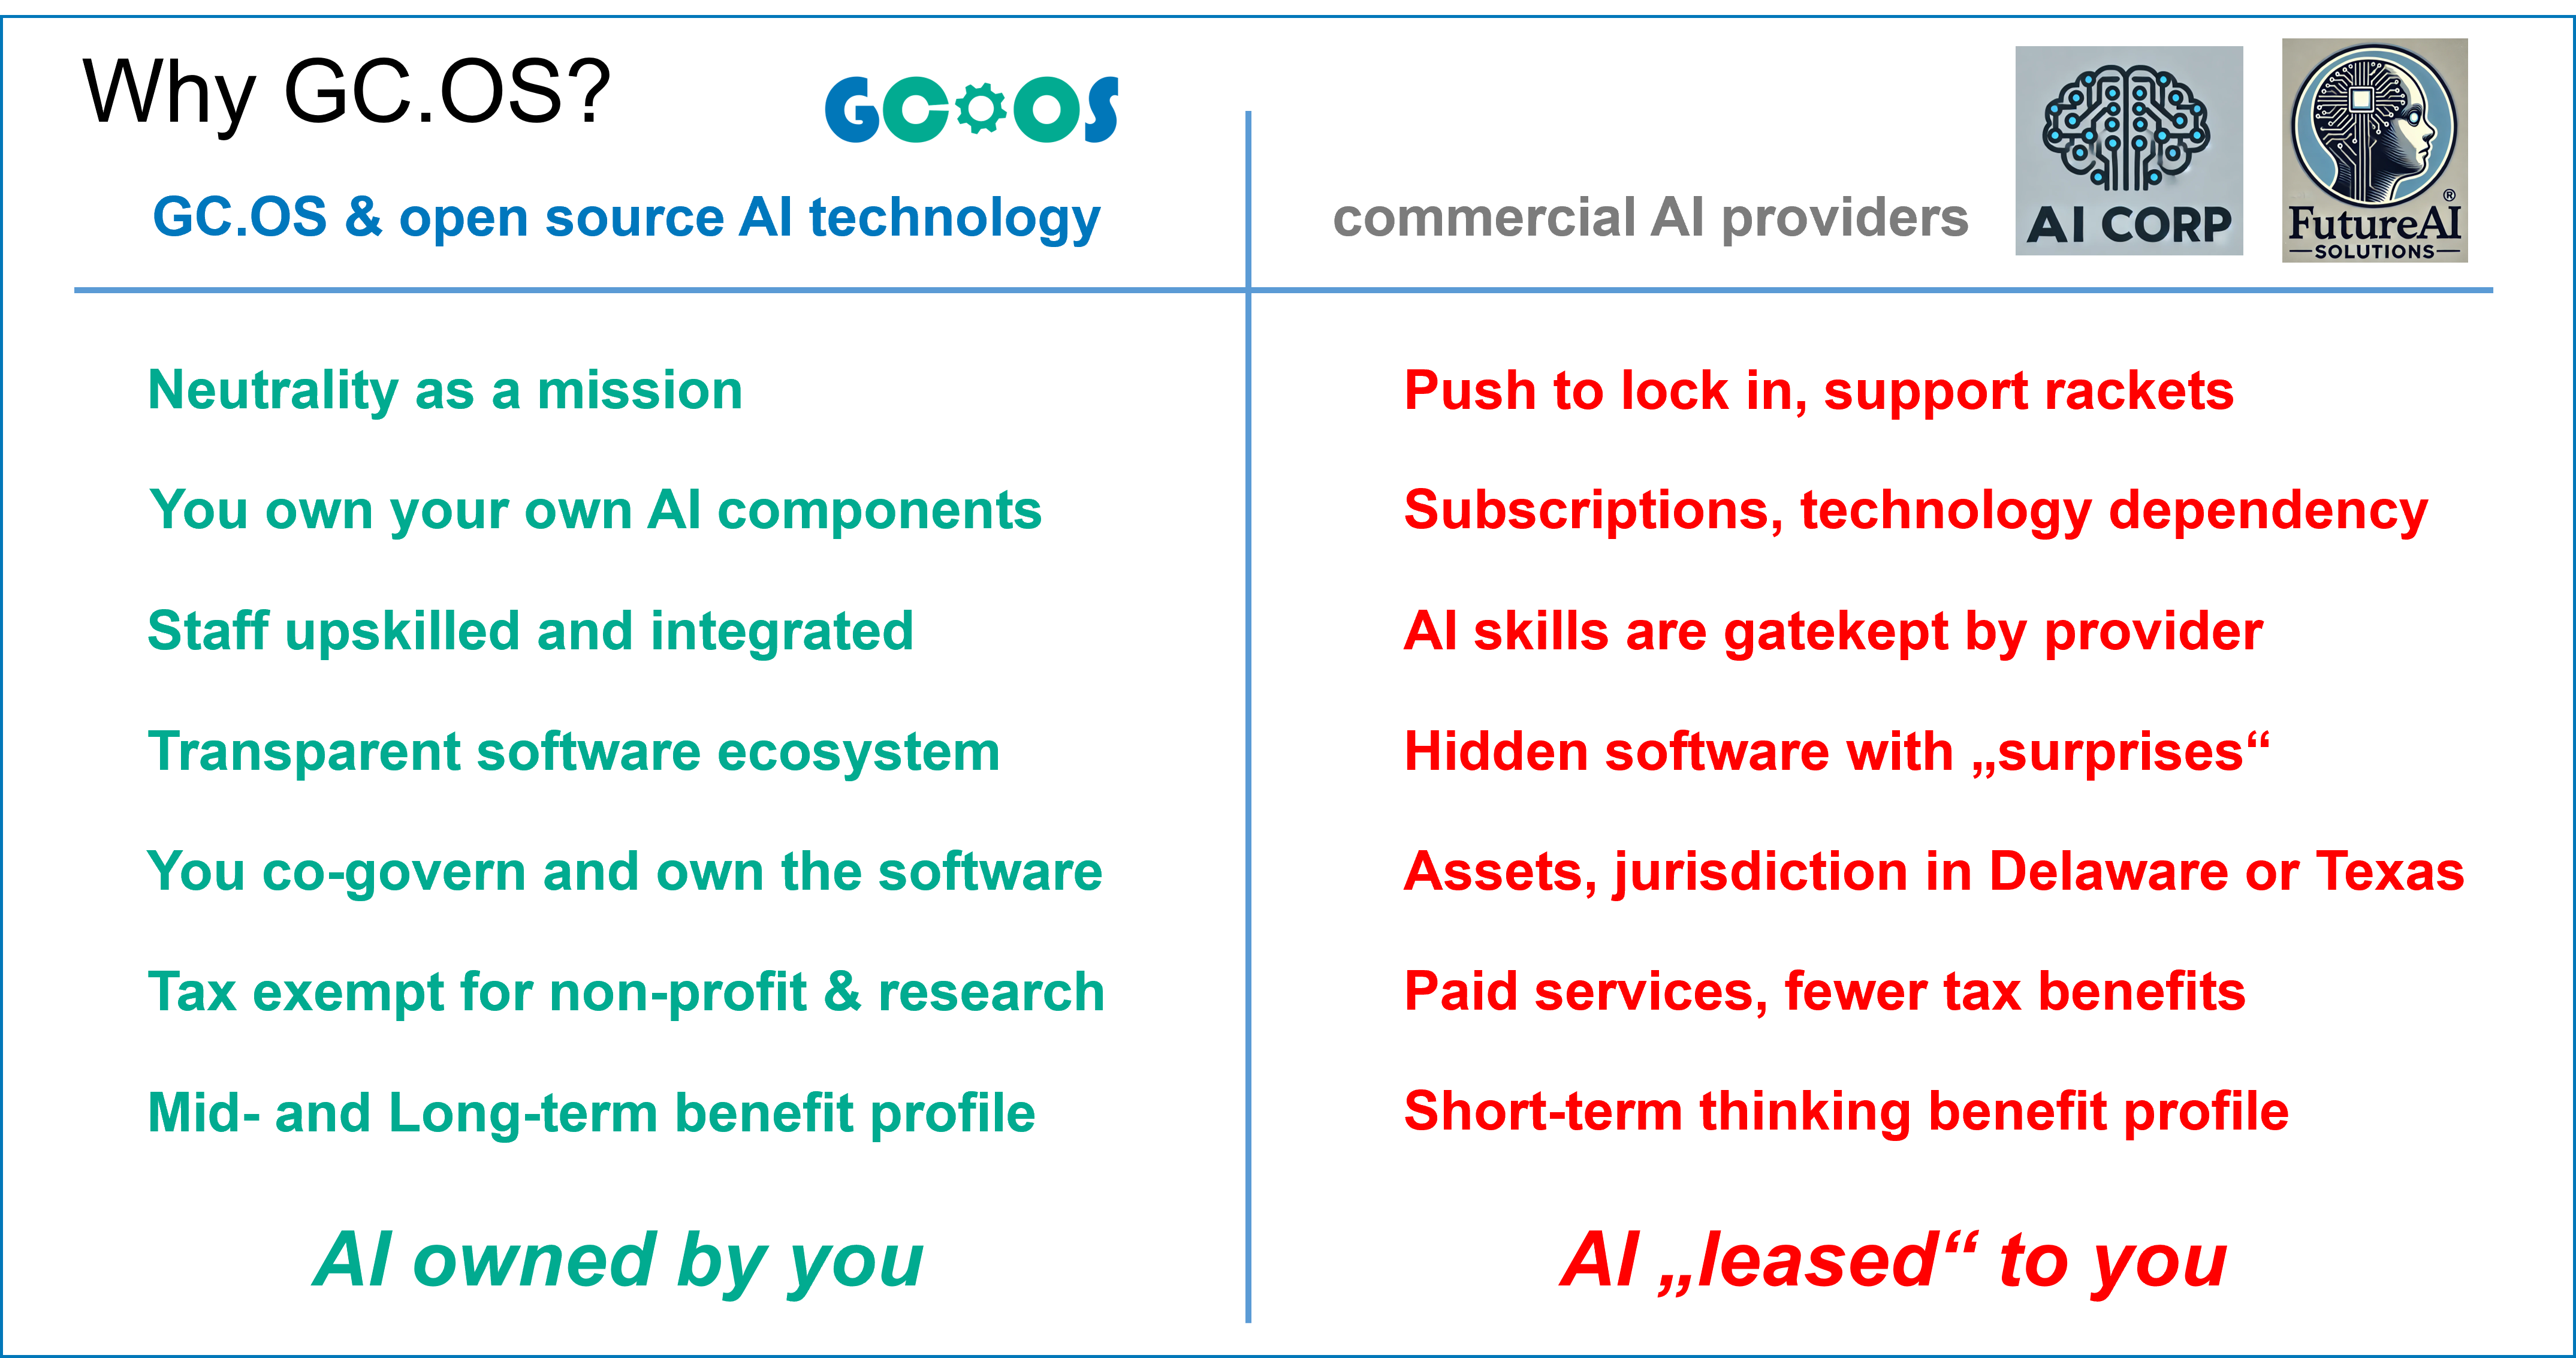 Why GC.OS?
GC OS
GC.OS & open source AI technology
commercial AI providers
AI CORP
FutureAI ®
SOLUTIONS
Neutrality as a mission
Push to lock in, support rackets
You own your own AI components
Subscriptions, technology dependency
Staff upskilled and integrated
AI skills are gatekept by provider
Transparent software ecosystem
Hidden software with „surprises“
You co-govern and own the software
Assets, jurisdiction in Delaware or Texas
Tax exempt for non-profit & research
Paid services, fewer tax benefits
Mid- and Long-term benefit profile
Short-term thinking benefit profile
AI owned by you
AI „leased“ to you